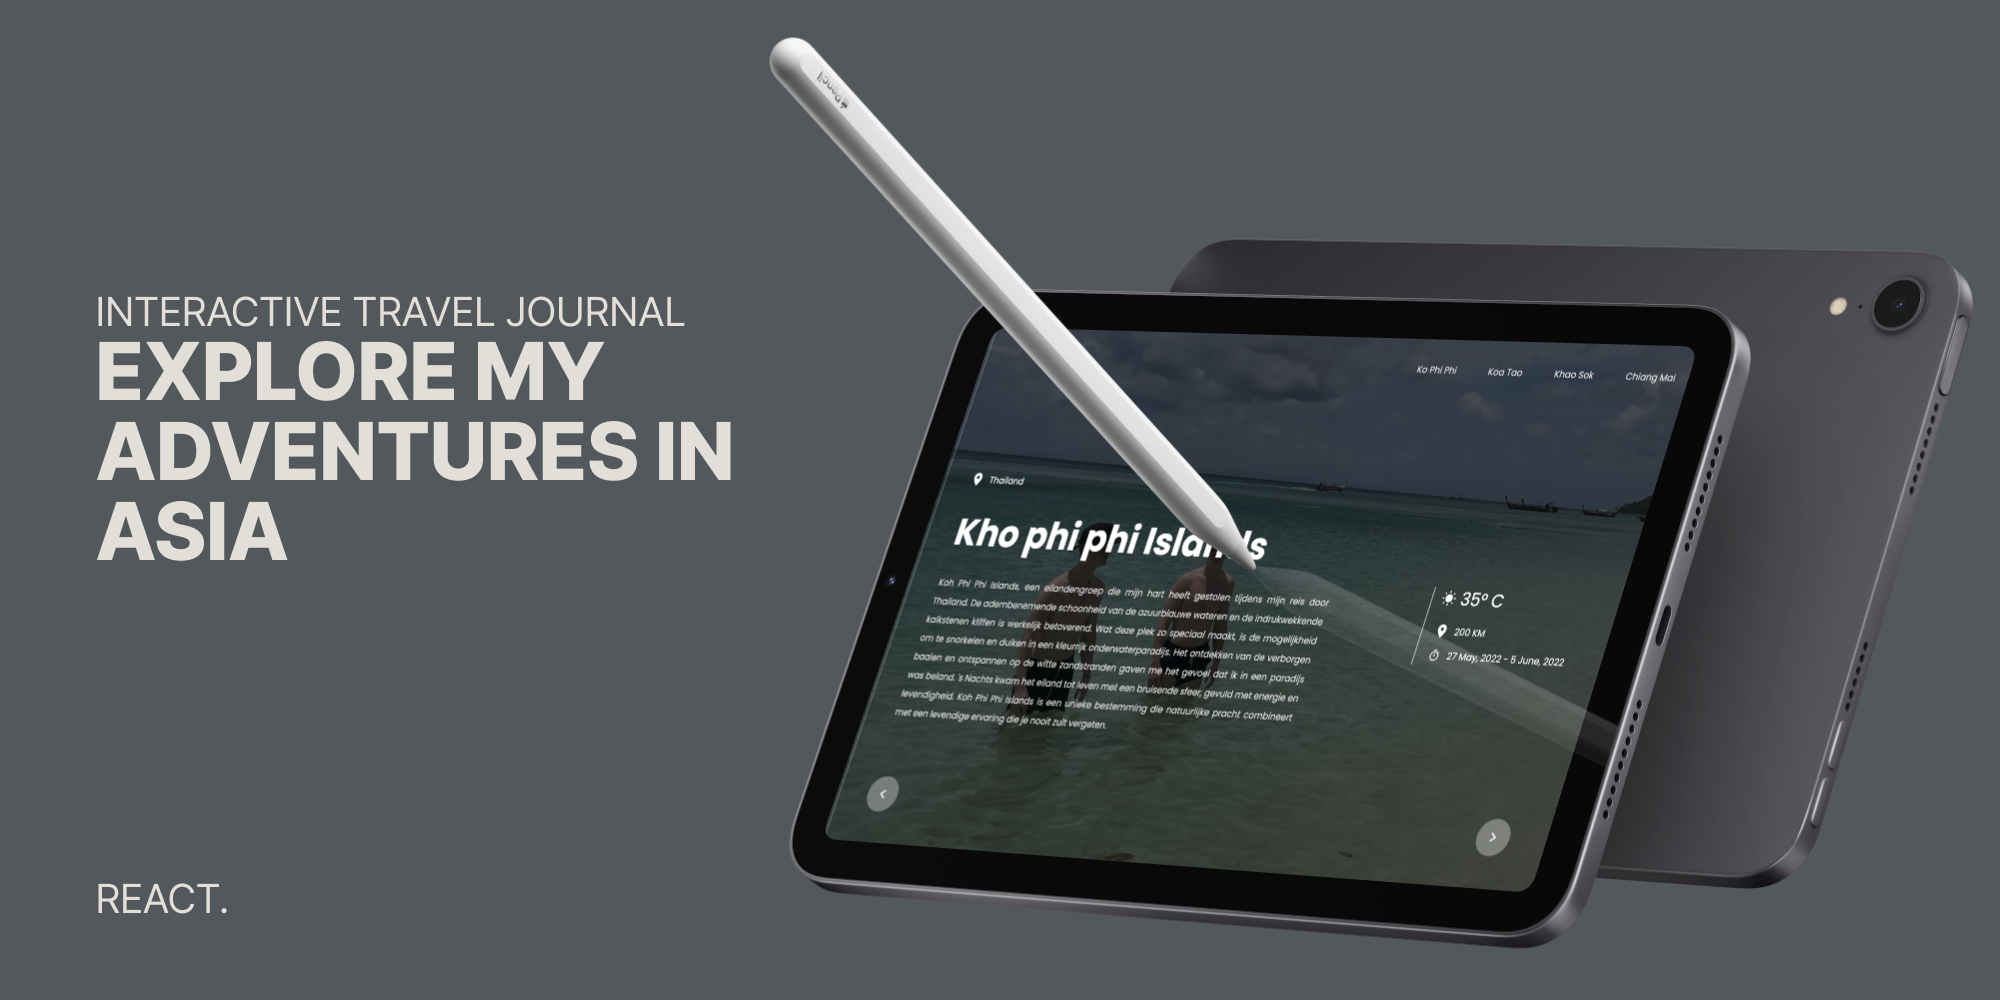 INTERACTIVE TRAVEL JOURNAL
EXPLORE MY
ADVENTURES IN
ASIA
REACT.
Pencil
Ko Phi Phi Koa Tao Khao Sok Chiang Mai
Thailand
Kho phi phi Islands
Koh Phi Phi Islands, een eilandengroep die mijn hart heeft gestolen tijdens mijn reis door
Thailand. De adembenemende schoonheid van de azuurblauwe wateren en de indrukwekkende
kalkstenen kliffen is werkelijk betoverend. Wat deze plek zo speciaal maakt, is de mogelijkheid
om te snorkelen en duiken in een kleurrijk onderwaterparadijs. Het ontdekken van de verborgen
baaien en ontspannen op de witte zandstranden gaven me het gevoel dat ik in een paradijs
was beland. 's Nachts kwam het eiland tot leven met een bruisende sfeer, gevuld met energie en
levendigheid. Koh Phi Phi Islands is een unieke bestemming die natuurlijke pracht combineert
met een levendige ervaring die je nooit zult vergeten.
35° C
200 KM
27 May, 2022 - 5 June, 2022